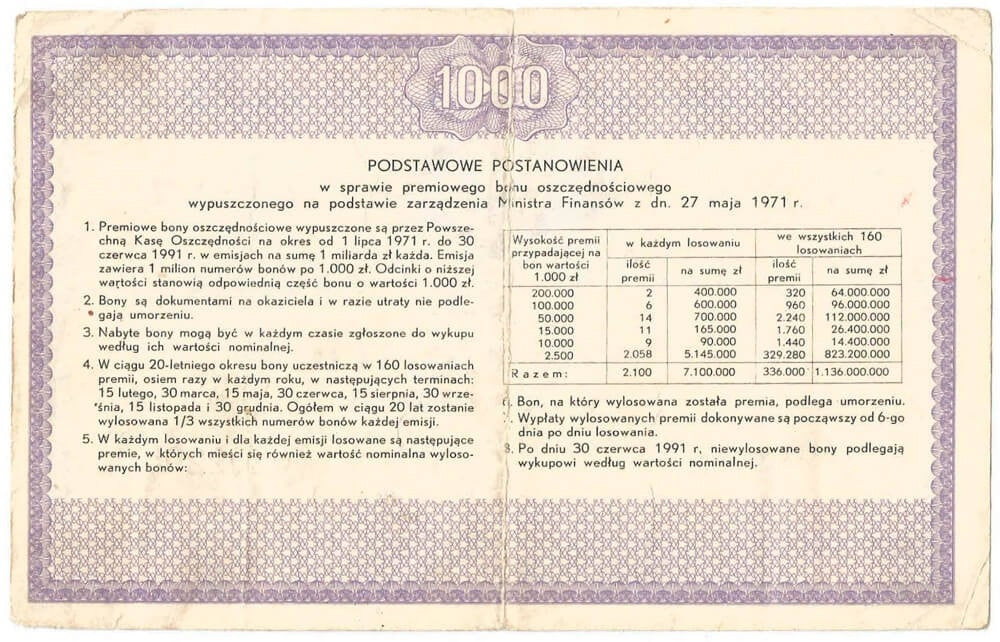 1000
PODSTAWOWE POSTANOWIENIA
w sprawie premiowego bonu oszczędnościowego
wypuszczonego na podstawie zarządzenia Ministra Finansów z dn. 27 maja 1971 r.
1. Premiowe bony oszczędnościowe wypuszczone są przez Powsze-
chną Kasę Oszczędności na okres od 1 lipca 1971 r. do 30
czerwca 1991 r. w emisjach na sumę 1 miliarda zł każda. Emisja
zawiera 1 milion numerów bonów po 1.000 zł. Odcinki o niższej
wartości stanowią odpowiednią część bonu o wartości 1.000 zł.
2. Bony są dokumentami na okaziciela i w razie utraty nie podle-
gają umorzeniu.
3. Nabyte bony mogą być w każdym czasie zgłoszone do wykupu
według ich wartości nominalnej.
4. W ciągu 20-letniego okresu bony uczestniczą w 160 losowaniach
premii, osiem razy w każdym roku, w następujących terminach:
15 lutego, 30 marca, 15 maja, 30 czerwca, 15 sierpnia, 30 wrze-
śnia, 15 listopada i 30 grudnia. Ogółem w ciągu 20 lat zostanie
wylosowana 1/3 wszystkich numerów bonów każdej emisji.
5. W każdym losowaniu i dla każdej emisji losowane są następujące
premie, w których mieści się również wartość nominalna wyloso-
wanych bonów:
Wysokość premii
przypadającej na
bon wartości
1.000 zł
w każdym losowaniu
we wszystkich 160
losowaniach
ilość
premii
na sumę zł
ilość
premii
na sumę zł
200.000 2 400.000 320 64.000.000
100.000 6 600.000 960 96.000.000
50.000 14 700.000 2.240 112.000.000
15.000 11 165.000 1.760 26.400.000
10.000 9 90.000 1.440 14.400.000
2.500 2.058 5.145.000 329.280 823.200.000
Razem: 2.100 7.100.000 336.000 1.136.000.000
Bon, na który wylosowana została premia, podlega umorzeniu.
Wypłaty wylosowanych premii dokonywane są począwszy od 6-go
dnia po dniu losowania.
8. Po dniu 30 czerwca 1991 r, niewylosowane bony podlegają
wykupowi według wartości nominalnej.